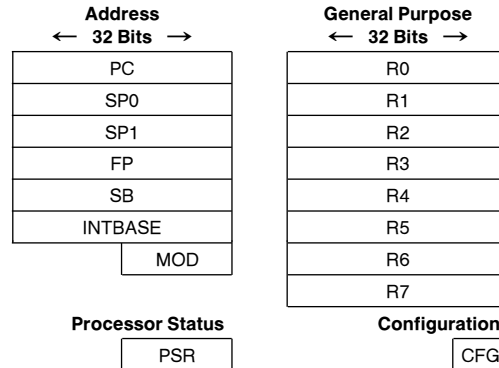 Address
← 32 Bits →
PC
SP0
SP1
FP
SB
INTBASE
MOD
General Purpose
← 32 Bits →
R0
R1
R2
R3
R4
R5
R6
R7
Processor Status
PSR
Configuration
CFG